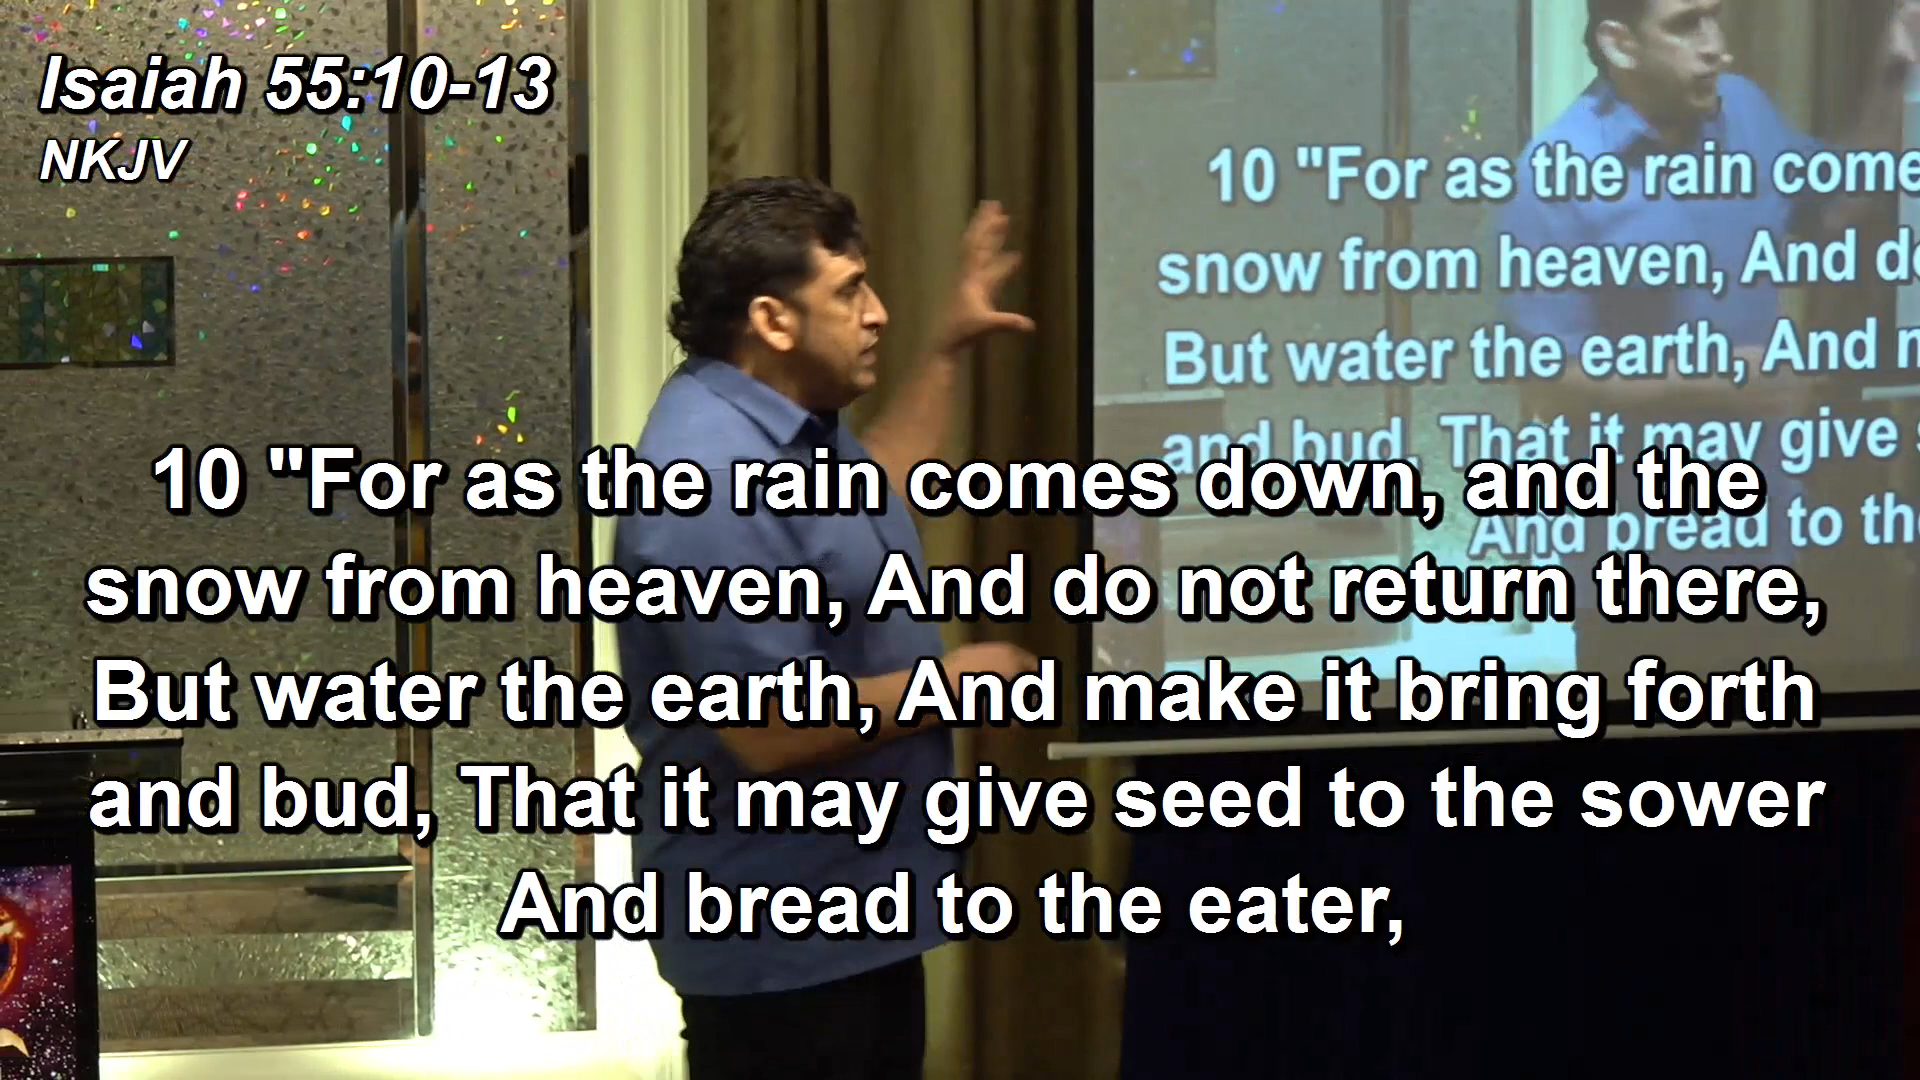 Isaiah 55:10-13
NKJV
10 "For as the rain comes down, and the
snow from heaven, And do not return there,
But water the earth, And make it bring forth
and bud, That it may give seed to the sower
And bread to the eater,
10 "For as the rain come
snow from heaven, And d
But water the earth, And
and bud, That it may give
And bread to th